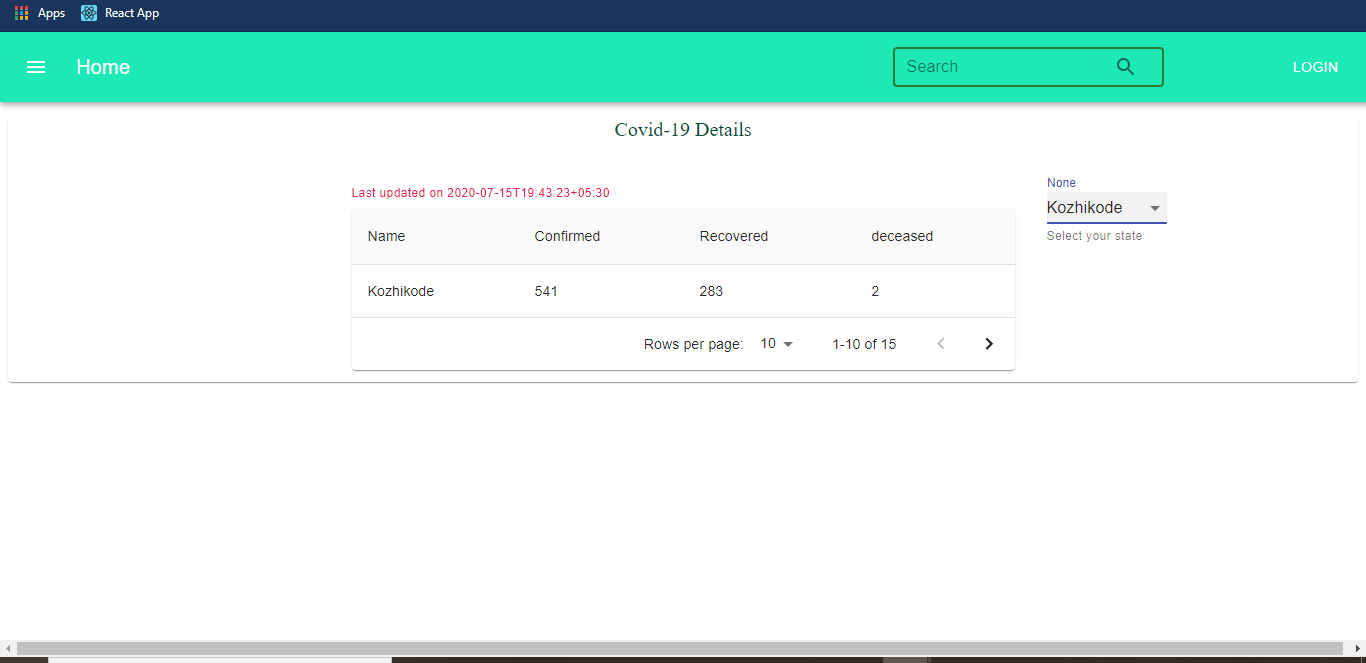 Apps React App
Home Search LOGIN
Covid-19 Details
Last updated on 2020-07-15T19:43:23+05:30
Name Confirmed Recovered deceased
Kozhikode 541 283 2
Rows per page: 10 1-10 of 15
None
Kozhikode
Select your state